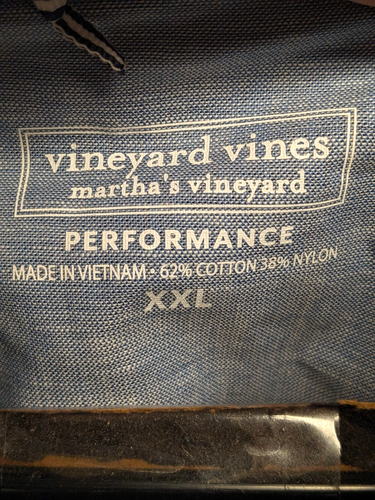 vineyard vines
martha's vineyard
PERFORMANCE
MADE IN VIETNAM • 62% COTTON 38% NYLON
XXL